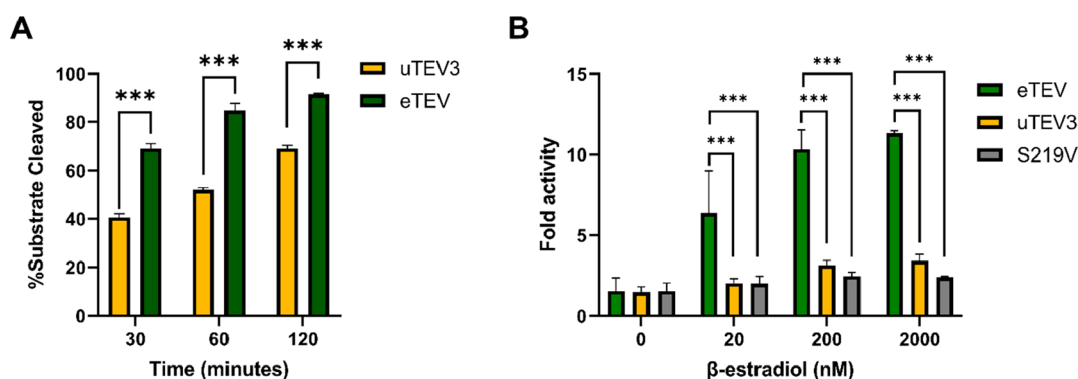 A
***
***
***
uTEV3
eTEV
%Substrate Cleaved
100
80
60
40
20
0
30 60 120
Time (minutes)
B
***
***
***
***
***
***
eTEV
uTEV3
S219V
Fold activity
15
10
5
0
0 20 200 2000
β-estradiol (nM)